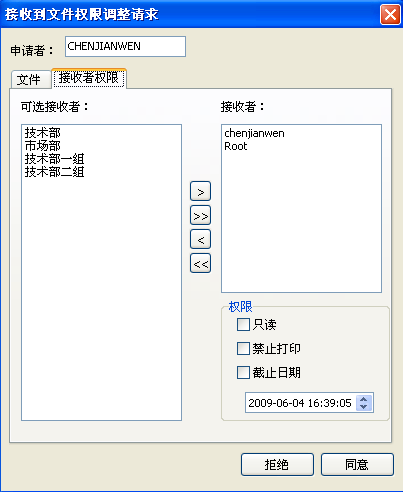 接收到文件权限调整请求
申请者：
CHENJIANWEN
文件
接收者权限
可选接收者：
接收者：
技术部
市场部
技术部一组
技术部二组
chenjianwen
Root
>
>>
<
<<
权限
只读
禁止打印
截止日期
2009-06-04 16:39:05
拒绝
同意